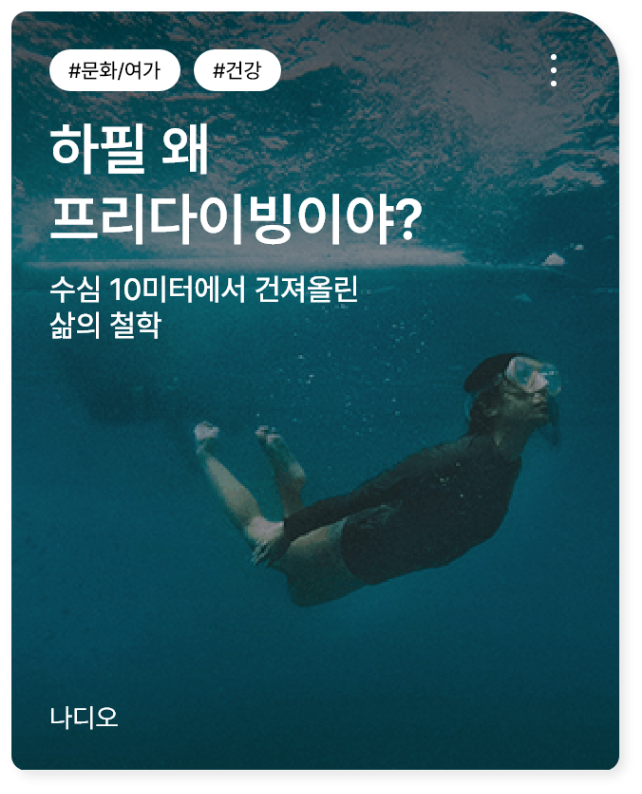 #문화/여가 #건강
하필 왜
프리다이빙이야?
수심 10미터에서 건져올린
삶의 철학
나디오